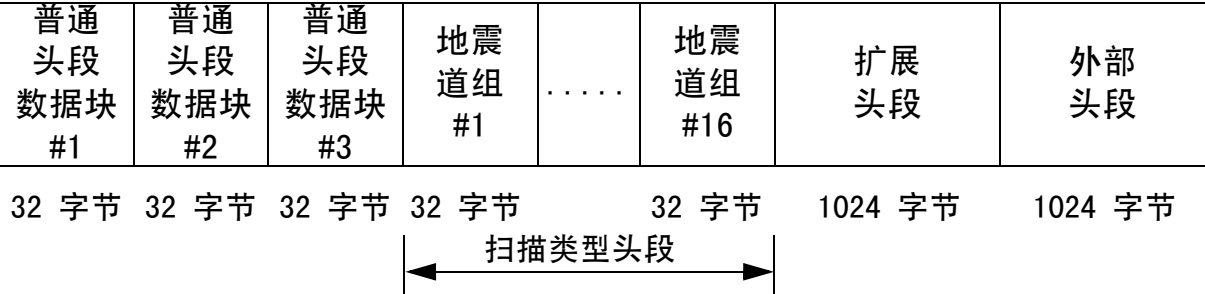 普通
头段
数据块
#1
普通
头段
数据块
#2
普通
头段
数据块
#3
地震
道组
#1
.....
地震
道组
#16
扩展
头段
外部
头段
32 字节
32 字节
32 字节
32 字节
32 字节
1024 字节
1024 字节
扫描类型头段